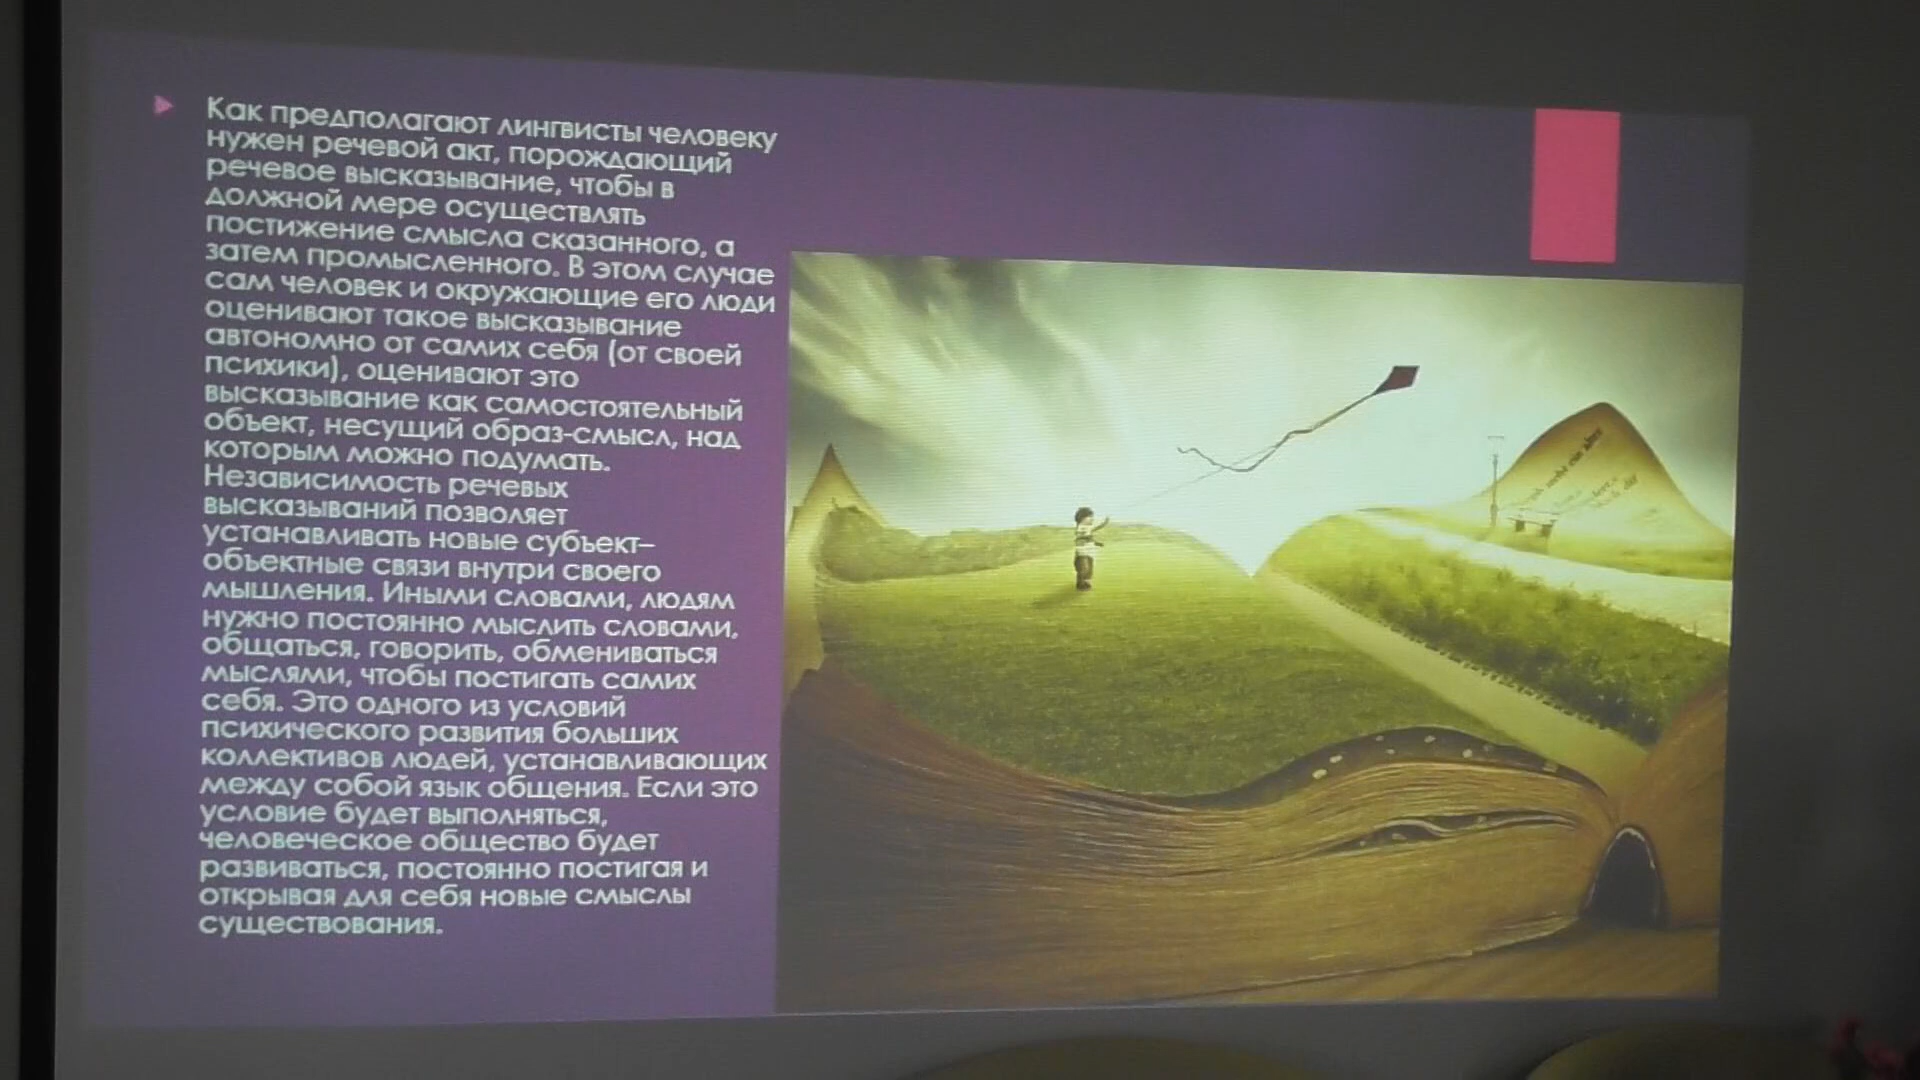 Как предполагают лингвисты человеку
нужен речевой акт, порождающий
речевое высказывание, чтобы в
должной мере осуществлять
постижение смысла сказанного, а
затем промысленного. В этом случае
сам человек и окружающие его люди
оценивают такое высказывание
автономно от самих себя (от своей
психики), оценивают это
высказывание как самостоятельный
объект, несущий образ-смысл, над
которым можно подумать.
Независимость речевых
высказываний позволяет
устанавливать новые субъект–
объектные связи внутри своего
мышления. Иными словами, людям
нужно постоянно мыслить словами,
общаться, говорить, обмениваться
мыслями, чтобы постигать самих
себя. Это одного из условий
психического развития больших
коллективов людей, устанавливающих
между собой язык общения. Если это
условие будет выполняться,
человеческое общество будет
развиваться, постоянно постигая и
открывая для себя новые смыслы
существования.